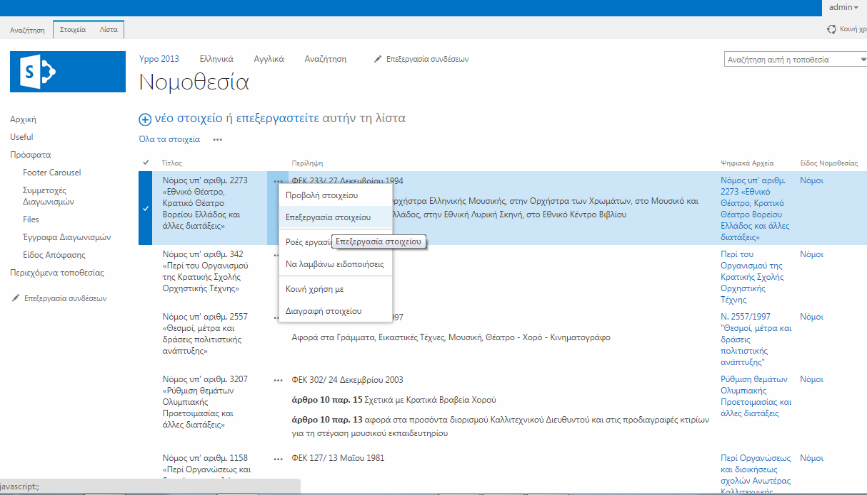 admin
Αναζήτηση Στοιχεία Λίστα
Κοινή χρ
Yppo 2013 Ελληνικά Αγγλικά Αναζήτηση Επεξεργασία συνδέσεων
Αναζήτηση αυτή η τοποθεσία
Νομοθεσία
νέο στοιχείο ή επεξεργαστείτε αυτήν τη λίστα
Όλα τα στοιχεία ...
Αρχική
Useful
Πρόσφατα
Footer Carousel
Συμμετοχές
Διαγωνισμών
Files
Έγγραφα Διαγωνισμών
Είδος Απόφασης
Περιεχόμενα τοποθεσίας
Επεξεργασία συνδέσεων
Τίτλος Περίληψη Ψηφιακά Αρχεία Είδος Νομοθεσίας
Νόμος υπ' αριθμ. 2273
«Εθνικό Θέατρο,
Κρατικό Θέατρο
Βορείου Ελλάδος και
άλλες διατάξεις»
...
ΦΕΚ 233/ 27 Δεκεμβρίου 1994
ρχήστρα Ελληνικής Μουσικής, στην Ορχήστρα των Χρωμάτων, στο Μουσικό και
λλάδος, στην Εθνική Λυρική Σκηνή, στο Εθνικό Κέντρο Βιβλίου
Νόμος υπ' αριθμ.
2273 «Εθνικό
Θέατρο, Κρατικό
Θέατρο Βορείου
Ελλάδος και άλλες
διατάξεις»
Νόμοι
Προβολή στοιχείου
Επεξεργασία στοιχείου
Ροές εργασί
Επεξεργασία στοιχείου
Να λαμβάνω ειδοποιήσεις
Κοινή χρήση με
Διαγραφή στοιχείου
Νόμος υπ' αριθμ. 342
«Περί του Οργανισμού
της Κρατικής Σχολής
Ορχηστικής Τέχνης»
Περί του
Οργανισμού της
Κρατικής Σχολής
Ορχηστικής
Τέχνης
Νόμοι
Νόμος υπ' αριθμ. 2557
«Θεσμοί, μέτρα και
δράσεις πολιτιστικής
ανάπτυξης»
997
Αφορά στα Γράμματα, Εικαστικές Τέχνες, Μουσική, Θέατρο - Χορό - Κινηματογράφο
Ν. 2557/1997
"Θεσμοί, μέτρα και
δράσεις
πολιτιστικής
ανάπτυξης"
Νόμοι
Νόμος υπ' αριθμ. 3207
«Ρύθμιση θεμάτων
Ολυμπιακής
Προετοιμασίας και
άλλες διατάξεις»
...
ΦΕΚ 302/ 24 Δεκεμβρίου 2003
άρθρο 10 παρ. 15 Σχετικά με Κρατικά Βραβεία Χορού
άρθρο 10 παρ. 13 αφορά στα προσόντα διορισμού Καλλιτεχνικού Διευθυντού και στις προδιαγραφές κτιρίων
για τη στέγαση μουσικού εκπαιδευτηρίου
Ρύθμιση θεμάτων
Ολυμπιακής
Προετοιμασίας και
άλλες διατάξεις
Νόμοι
Νόμος υπ' αριθμ. 1158
«Περί Οργανώσεως και
...
ΦΕΚ 127/ 13 Μαΐου 1981
Περί Οργανώσεως
και διοικήσεως
σχολών Ανωτέρας
Καλλιτεχνικής
Νόμοι
javascript:;